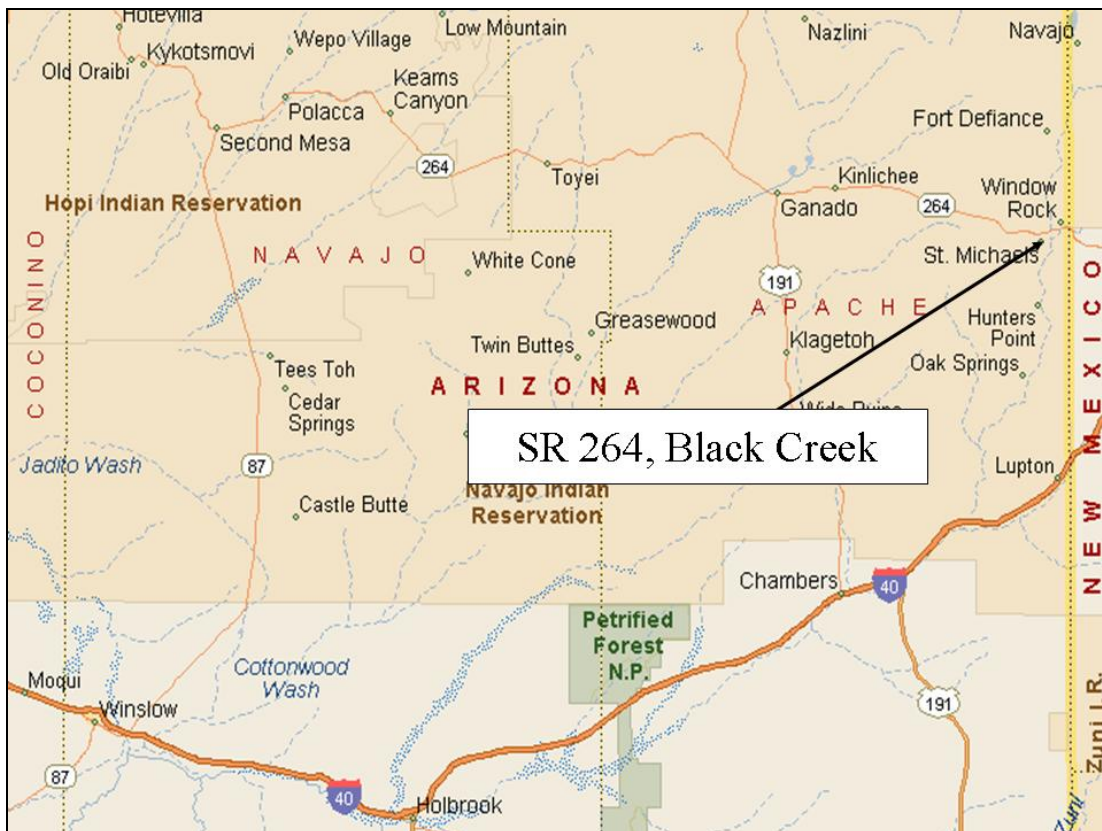 Hotevilla
Low Mountain
Wepo Village
Nazlini
Navajo
Kykotsmovi
Old Oraibi
Keams
Canyon
Polacca
Second Mesa
Fort Defiance
264
Toyei
Kinlichee
Window
Rock
Ganado
264
Hopi Indian Reservation
St. Michaels
NAVAJO
White Cone
191
COCONINO
APACHE
Hunters
Point
Greasewood
Twin Buttes
Klagetoh
Oak Springs
Tees Toh
ARIZONA
Cedar
Springs
NEW MEXICO
SR 264, Black Creek
Jadito Wash
87
Lupton
Navajo Indian
Reservation
Castle Butte
Chambers
40
Petrified
Forest
N.P.
Cottonwood
Wash
Moqui
Winslow
191
Zuni I.R.
87
40
Holbrook
Zuni